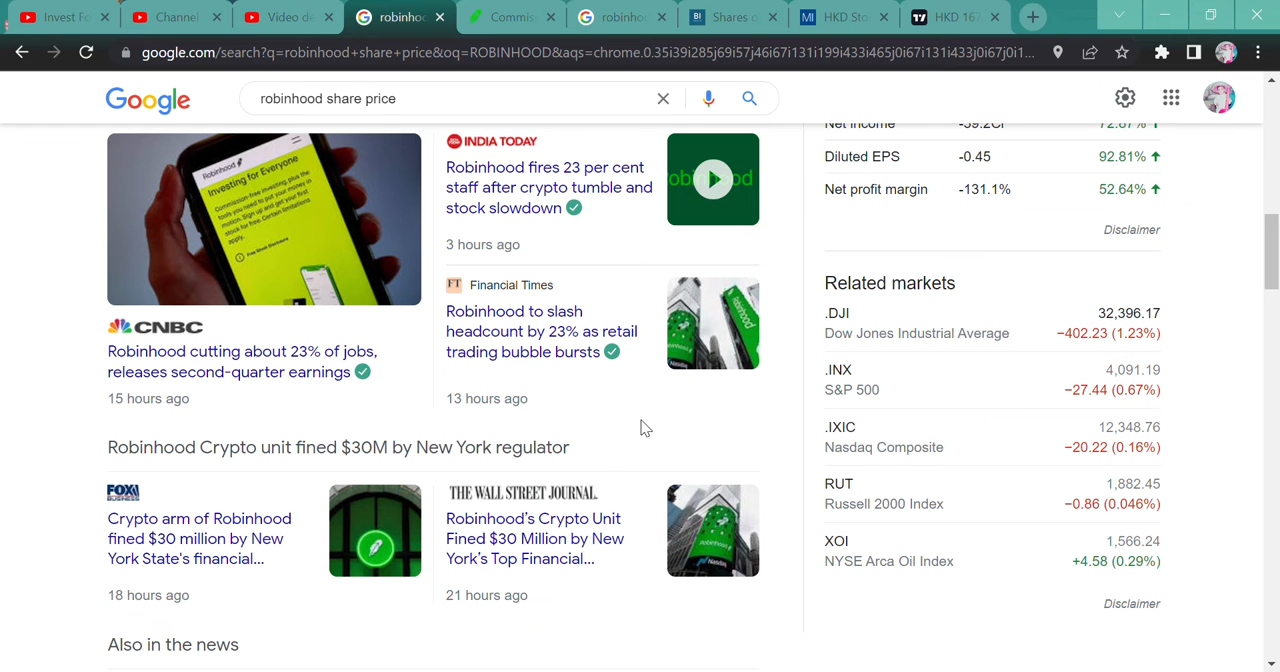 Invest F
Channel
Video de
robinhoo
Commis
robinho
Shares o
HKD Sto
HKD 167
google.com/search?q=robinhood+share+price&oq=ROBINHOOD&aqs=chrome.0.35i39i285j69i57j46i67i131i199i433i465j0i67i131i433j0i67j0i1...
Google
robinhood share price
INDIA TODAY
Robinhood fires 23 per cent
staff after crypto tumble and
stock slowdown
3 hours ago
Financial Times
Robinhood to slash
headcount by 23% as retail
trading bubble bursts
13 hours ago
Robinhood
Investing for Everyone
CNBC
Robinhood cutting about 23% of jobs,
releases second-quarter earnings
15 hours ago
Robinhood Crypto unit fined $30M by New York regulator
FOX
BUSINESS
Crypto arm of Robinhood
fined $30 million by New
York State's financial...
18 hours ago
THE WALL STREET JOURNAL.
Robinhood's Crypto Unit
Fined $30 Million by New
York's Top Financial...
21 hours ago
Also in the news
Net income -39.2Cr 72.87%
Diluted EPS -0.45 92.81%
Net profit margin -131.1% 52.64%
Disclaimer
Related markets
.DJI 32,396.17
Dow Jones Industrial Average −402.23 (1.23%)
.INX 4,091.19
S&P 500 −27.44 (0.67%)
.IXIC 12,348.76
Nasdaq Composite −20.22 (0.16%)
RUT 1,882.45
Russell 2000 Index −0.86 (0.046%)
XOI 1,566.24
NYSE Arca Oil Index +4.58 (0.29%)
Disclaimer